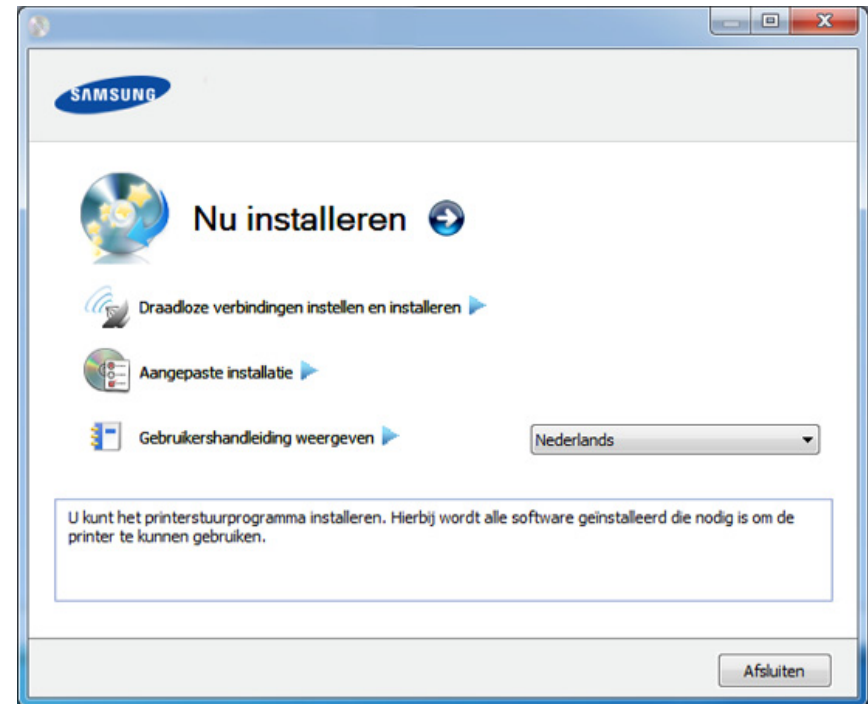 SAMSUNG
Nu installeren
Draadloze verbindingen instellen en installeren
Aangepaste installatie
Gebruikershandleiding weergeven
Nederlands
U kunt het printerstuurprogramma installeren. Hierbij wordt alle software geïnstalleerd die nodig is om de
printer te kunnen gebruiken.
Afsluiten